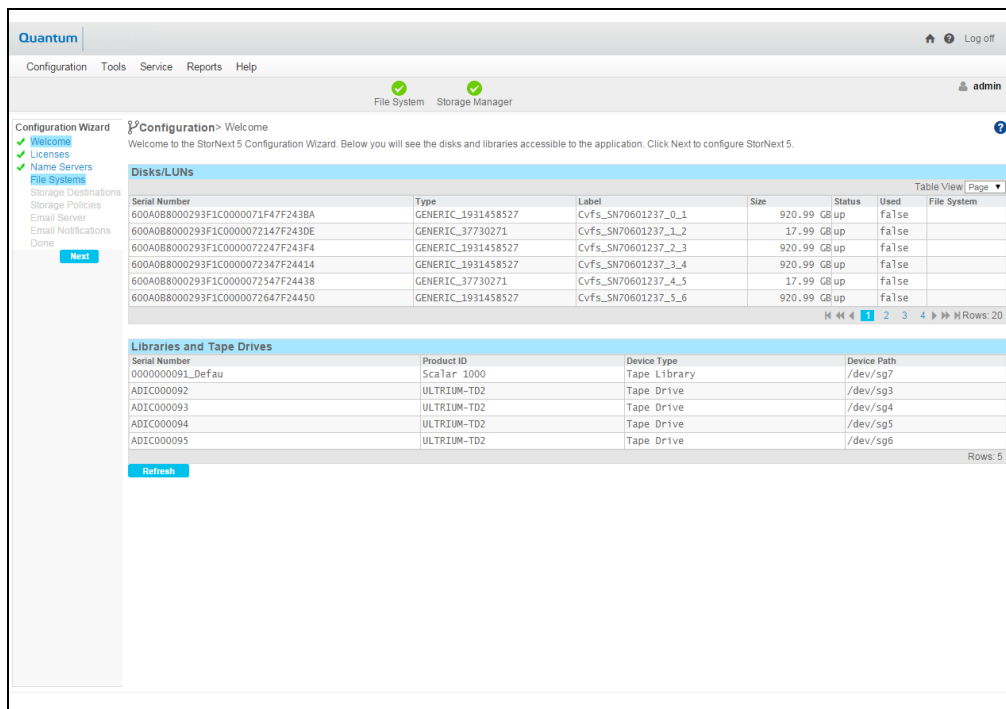 Quantum
Log off
Configuration Tools Service Reports Help
admin
File System Storage Manager
Configuration Wizard
Welcome
Licenses
Name Servers
File Systems
Storage Destinations
Storage Policies
Email Server
Email Notifications
Done
Next
Configuration> Welcome
Welcome to the StorNext 5 Configuration Wizard. Below you will see the disks and libraries accessible to the application. Click Next to configure StorNext 5.
Disks/LUNs
Table View Page
Serial Number Type Label Size Status Used File System
600A0B8000293F1C0000071F47F243BA GENERIC_1931458527 Cvfs_SN70601237_0_1 920.99 GB up false
600A0B8000293F1C0000072147F243DE GENERIC_37730271 Cvfs_SN70601237_1_2 17.99 GB up false
600A0B8000293F1C0000072247F243F4 GENERIC_1931458527 Cvfs_SN70601237_2_3 920.99 GB up false
600A0B8000293F1C0000072347F24414 GENERIC_1931458527 Cvfs_SN70601237_3_4 920.99 GB up false
600A0B8000293F1C0000072547F24438 GENERIC_37730271 Cvfs_SN70601237_4_5 17.99 GB up false
600A0B8000293F1C0000072647F24450 GENERIC_1931458527 Cvfs_SN70601237_5_6 920.99 GB up false
1 2 3 4 Rows: 20
Libraries and Tape Drives
Serial Number Product ID Device Type Device Path
0000000091_Defau Scalar 1000 Tape Library /dev/sg7
ADIC000092 ULTRIUM-TD2 Tape Drive /dev/sg3
ADIC000093 ULTRIUM-TD2 Tape Drive /dev/sg4
ADIC000094 ULTRIUM-TD2 Tape Drive /dev/sg5
ADIC000095 ULTRIUM-TD2 Tape Drive /dev/sg6
Rows: 5
Refresh